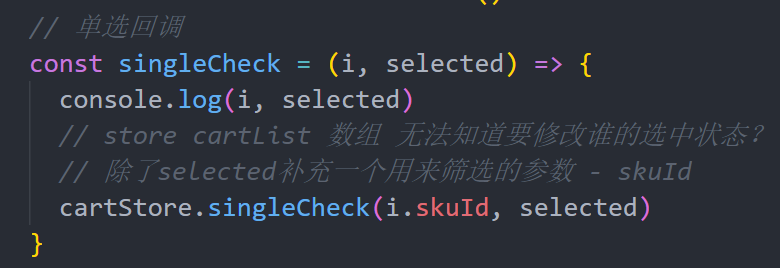 ()
// 单选回调
const singleCheck = (i, selected) => {
console.log(i, selected)
// store cartList 数组 无法知道要修改谁的选中状态？
// 除了selected补充一个用来筛选的参数 - skuId
cartStore.singleCheck(i.skuId, selected)
}